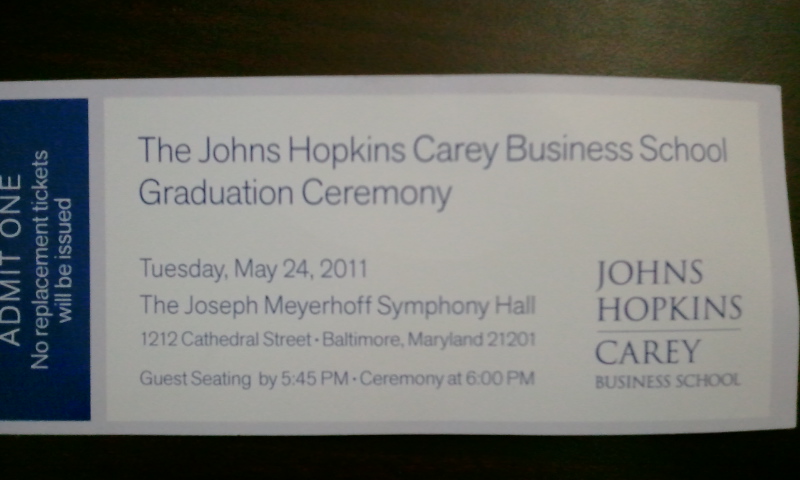 ADMIT ONE
No replacement tickets
will be issued
The Johns Hopkins Carey Business School
Graduation Ceremony
Tuesday, May 24, 2011
The Joseph Meyerhoff Symphony Hall
1212 Cathedral Street • Baltimore, Maryland 21201
Guest Seating by 5:45 PM • Ceremony at 6:00 PM
JOHNS
HOPKINS
CAREY
BUSINESS SCHOOL